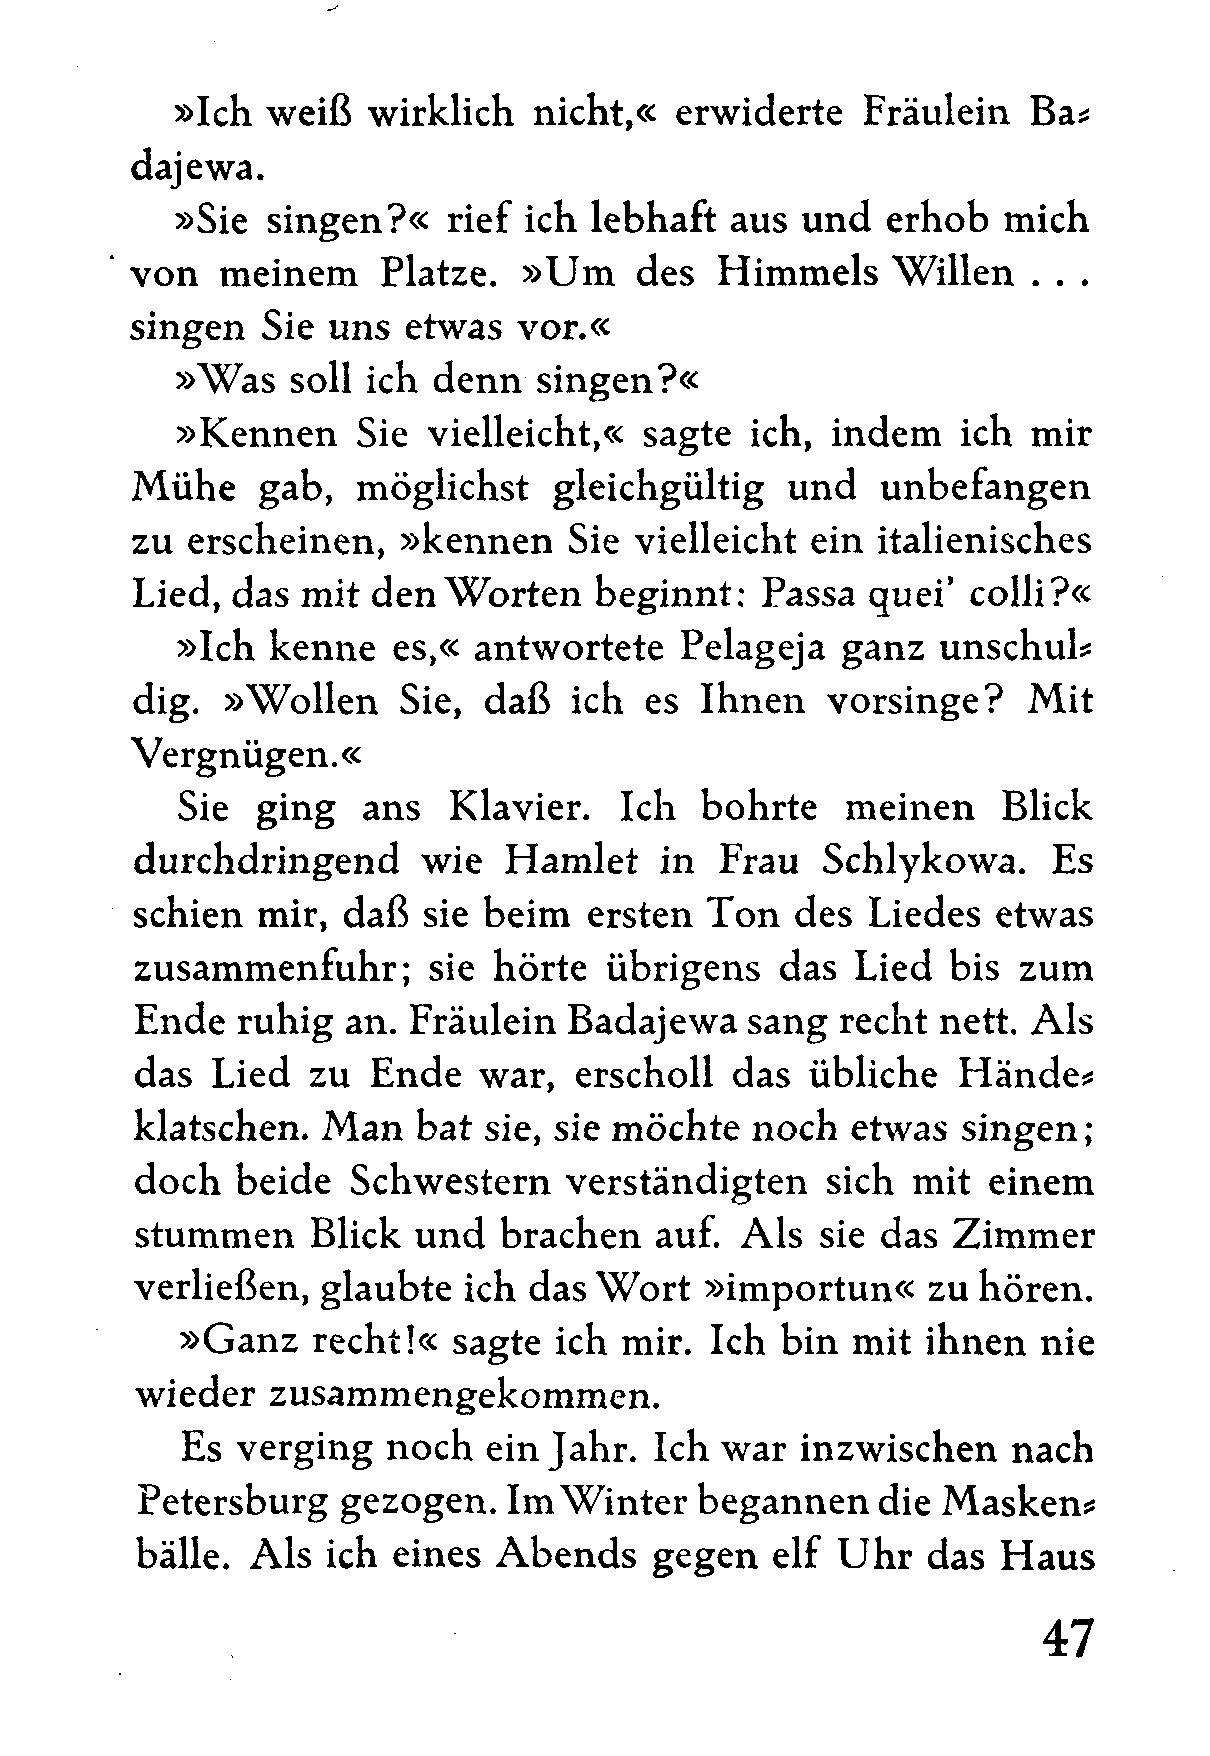 »Ich weiß wirklich nicht,« erwiderte Fräulein Ba⸗
dajewa.
»Sie singen?« rief ich lebhaft aus und erhob mich
von meinem Platze. »Um des Himmels Willen . . .
singen Sie uns etwas vor.«
»Was soll ich denn singen?«
»Kennen Sie vielleicht,« sagte ich, indem ich mir
Mühe gab, möglichst gleichgültig und unbefangen
zu erscheinen, »kennen Sie vielleicht ein italienisches
Lied, das mit den Worten beginnt: Passa quei' colli?«
»Ich kenne es,« antwortete Pelageja ganz unschul⸗
dig. »Wollen Sie, daß ich es Ihnen vorsinge? Mit
Vergnügen.«
Sie ging ans Klavier. Ich bohrte meinen Blick
durchdringend wie Hamlet in Frau Schlykowa. Es
schien mir, daß sie beim ersten Ton des Liedes etwas
zusammenfuhr; sie hörte übrigens das Lied bis zum
Ende ruhig an. Fräulein Badajewa sang recht nett. Als
das Lied zu Ende war, erscholl das übliche Hände⸗
klatschen. Man bat sie, sie möchte noch etwas singen;
doch beide Schwestern verständigten sich mit einem
stummen Blick und brachen auf. Als sie das Zimmer
verließen, glaubte ich das Wort »importun« zu hören.
»Ganz recht!« sagte ich mir. Ich bin mit ihnen nie
wieder zusammengekommen.
Es verging noch ein Jahr. Ich war inzwischen nach
Petersburg gezogen. Im Winter begannen die Masken⸗
bälle. Als ich eines Abends gegen elf Uhr das Haus
47